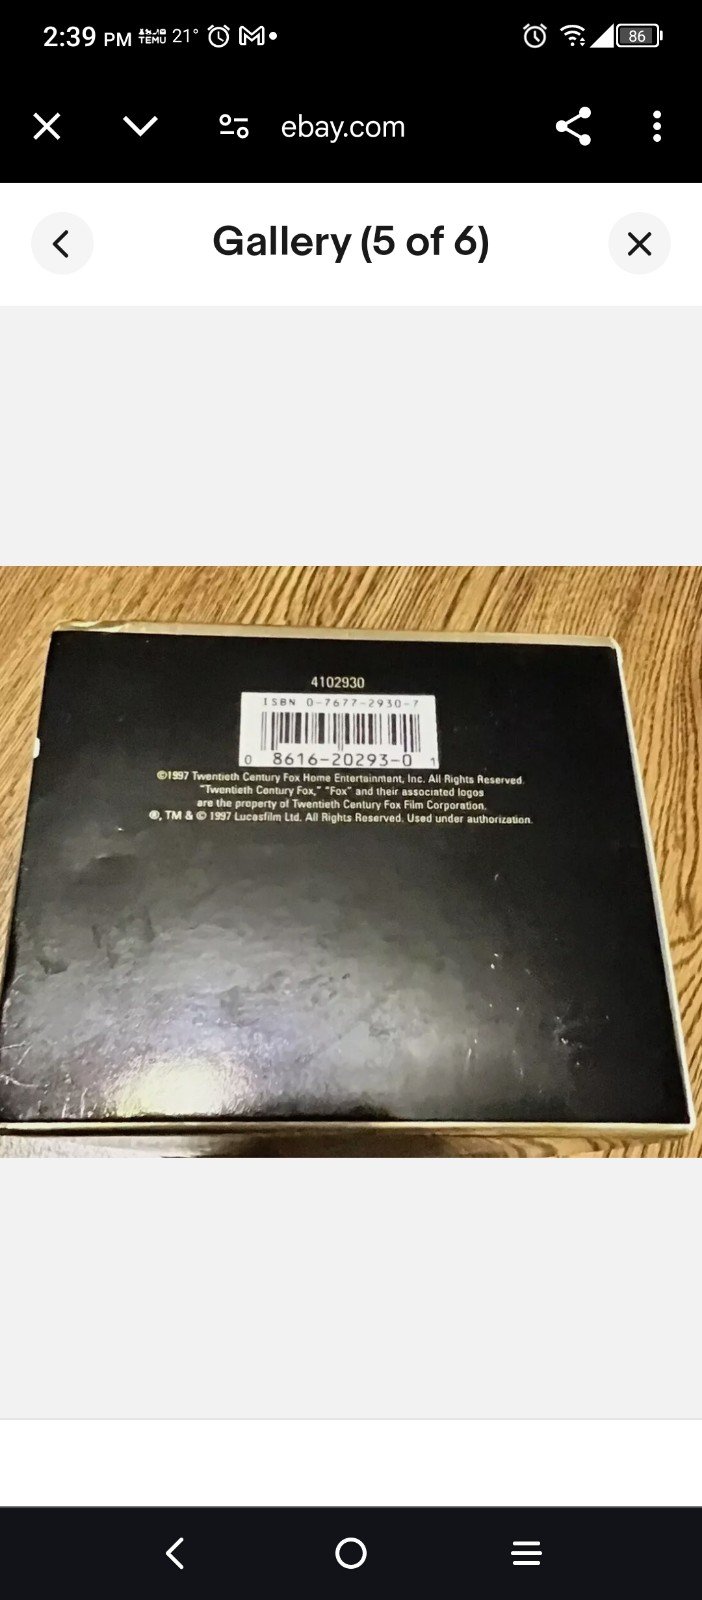 2:39 PM TEMU 21°
86
ebay.com
Gallery (5 of 6)
4102930
ISBN 0-7677-2930-7
0 8616-20293-0 1
©1997 Twentieth Century Fox Home Entertainment, Inc. All Rights Reserved.
"Twentieth Century Fox," "Fox" and their associated logos
are the property of Twentieth Century Fox Film Corporation.
®, TM & © 1997 Lucasfilm Ltd. All Rights Reserved. Used under authorization.